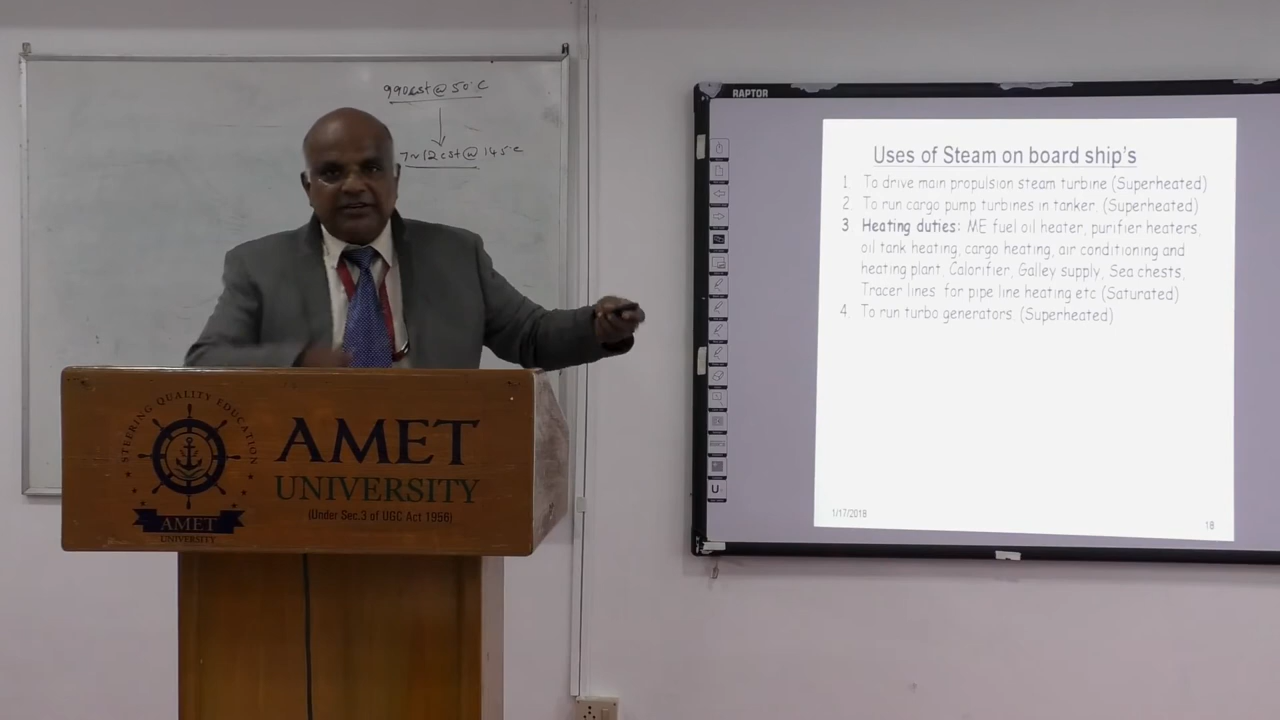 990cst @ 50°C
7~12 cst @ 145°C
RAPTOR
Uses of Steam on board ship's
1. To drive main propulsion steam turbine (Superheated)
2. To run cargo pump turbines in tanker. (Superheated)
3 Heating duties: ME fuel oil heater, purifier heaters,
oil tank heating, cargo heating, air conditioning and
heating plant. Calorifier, Galley supply, Sea chests,
Tracer lines for pipe line heating etc (Saturated)
4. To run turbo generators. (Superheated)
1/17/2018
18
STEERING QUALITY EDUCATION
AMET
UNIVERSITY
AMET
UNIVERSITY
(Under Sec.3 of UGC Act 1956)